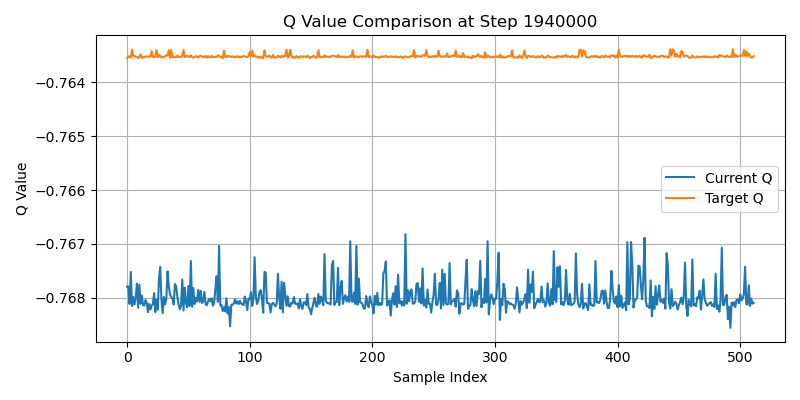 Q Value Comparison at Step 1940000
Q Value
−0.764
−0.765
−0.766
−0.767
−0.768
Current Q
Target Q
0
100
200
300
400
500
Sample Index